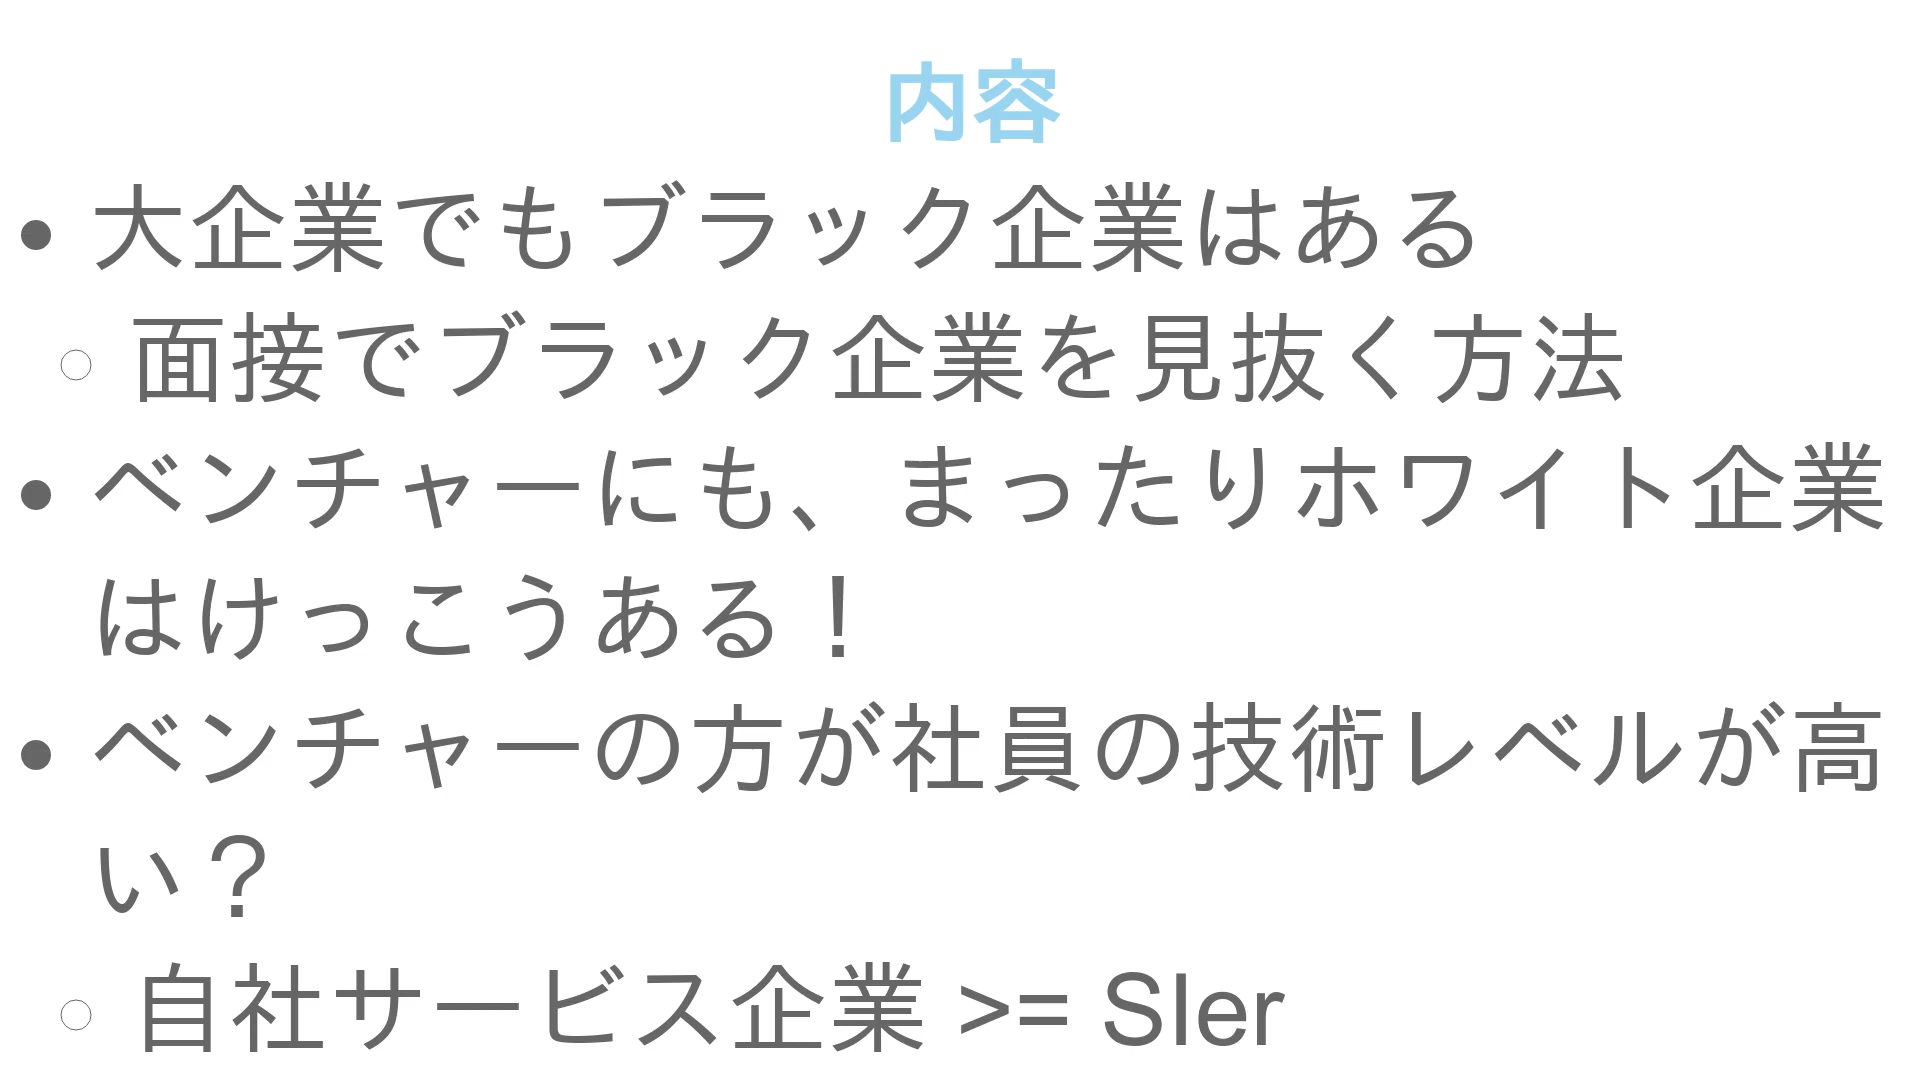 内容
• 大企業でもブラック企業はある
○ 面接でブラック企業を見抜く方法
• ベンチャーにも、まったりホワイト企業
はけっこうある！
• ベンチャーの方が社員の技術レベルが高
い？
○ 自社サービス企業 >= SIer